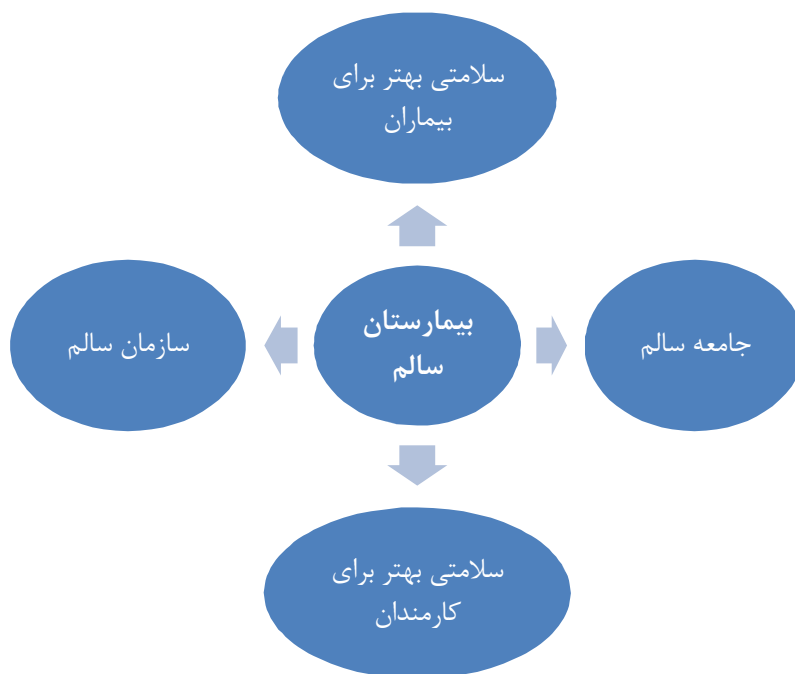 سلامتی بهتر برای
بیماران
جامعه سالم
بیمارستان
سالم
سازمان سالم
سلامتی بهتر برای
کارمندان